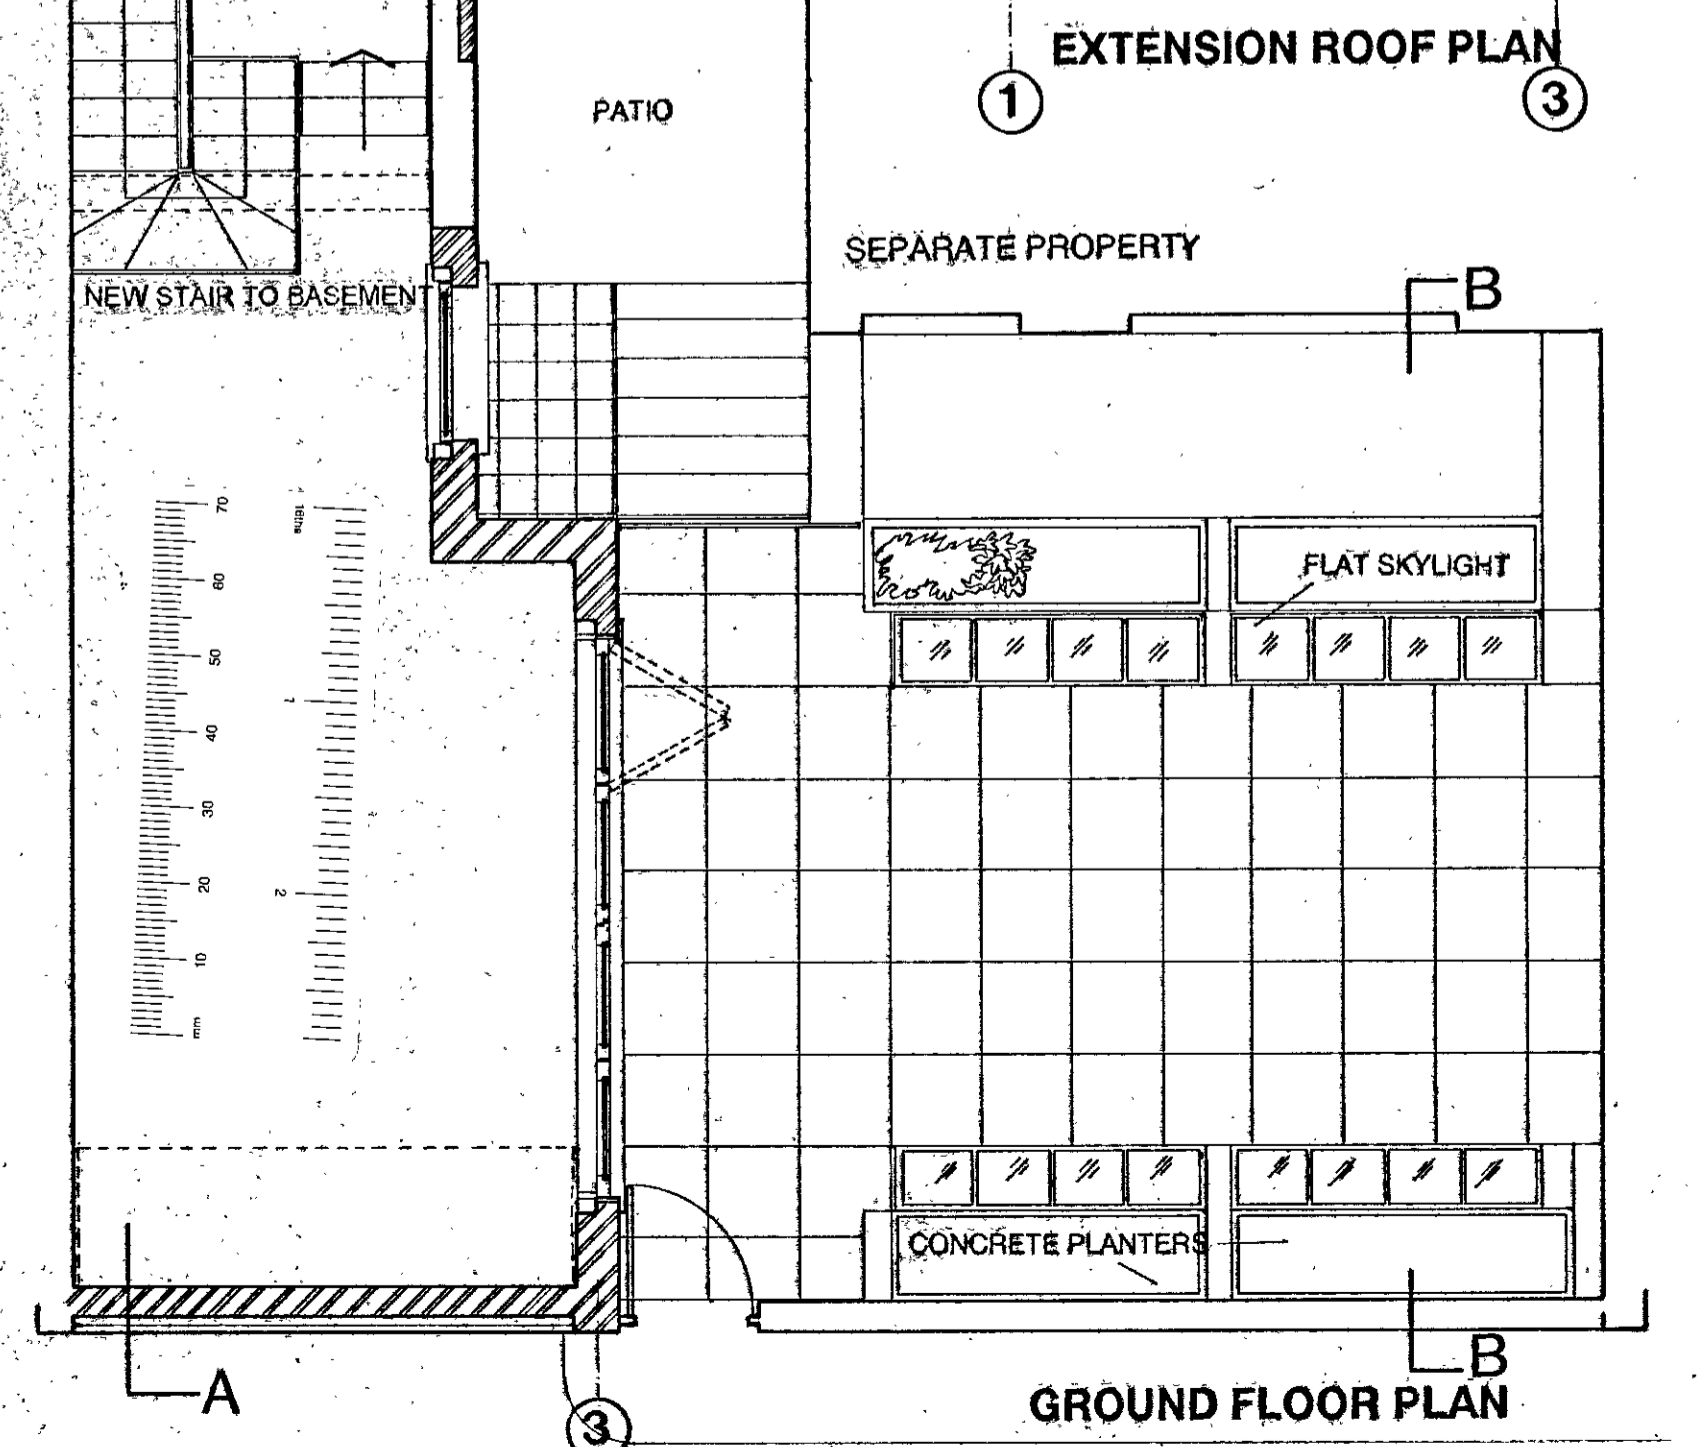 EXTENSION ROOF PLAN
1
3
PATIO
SEPARATE PROPERTY
B
NEW STAIR TO BASEMENT
70
60
50
40
30
20
10
mm
16ths
1
2
FLAT SKYLIGHT
CONCRETE PLANTERS
A
B
GROUND FLOOR PLAN
3